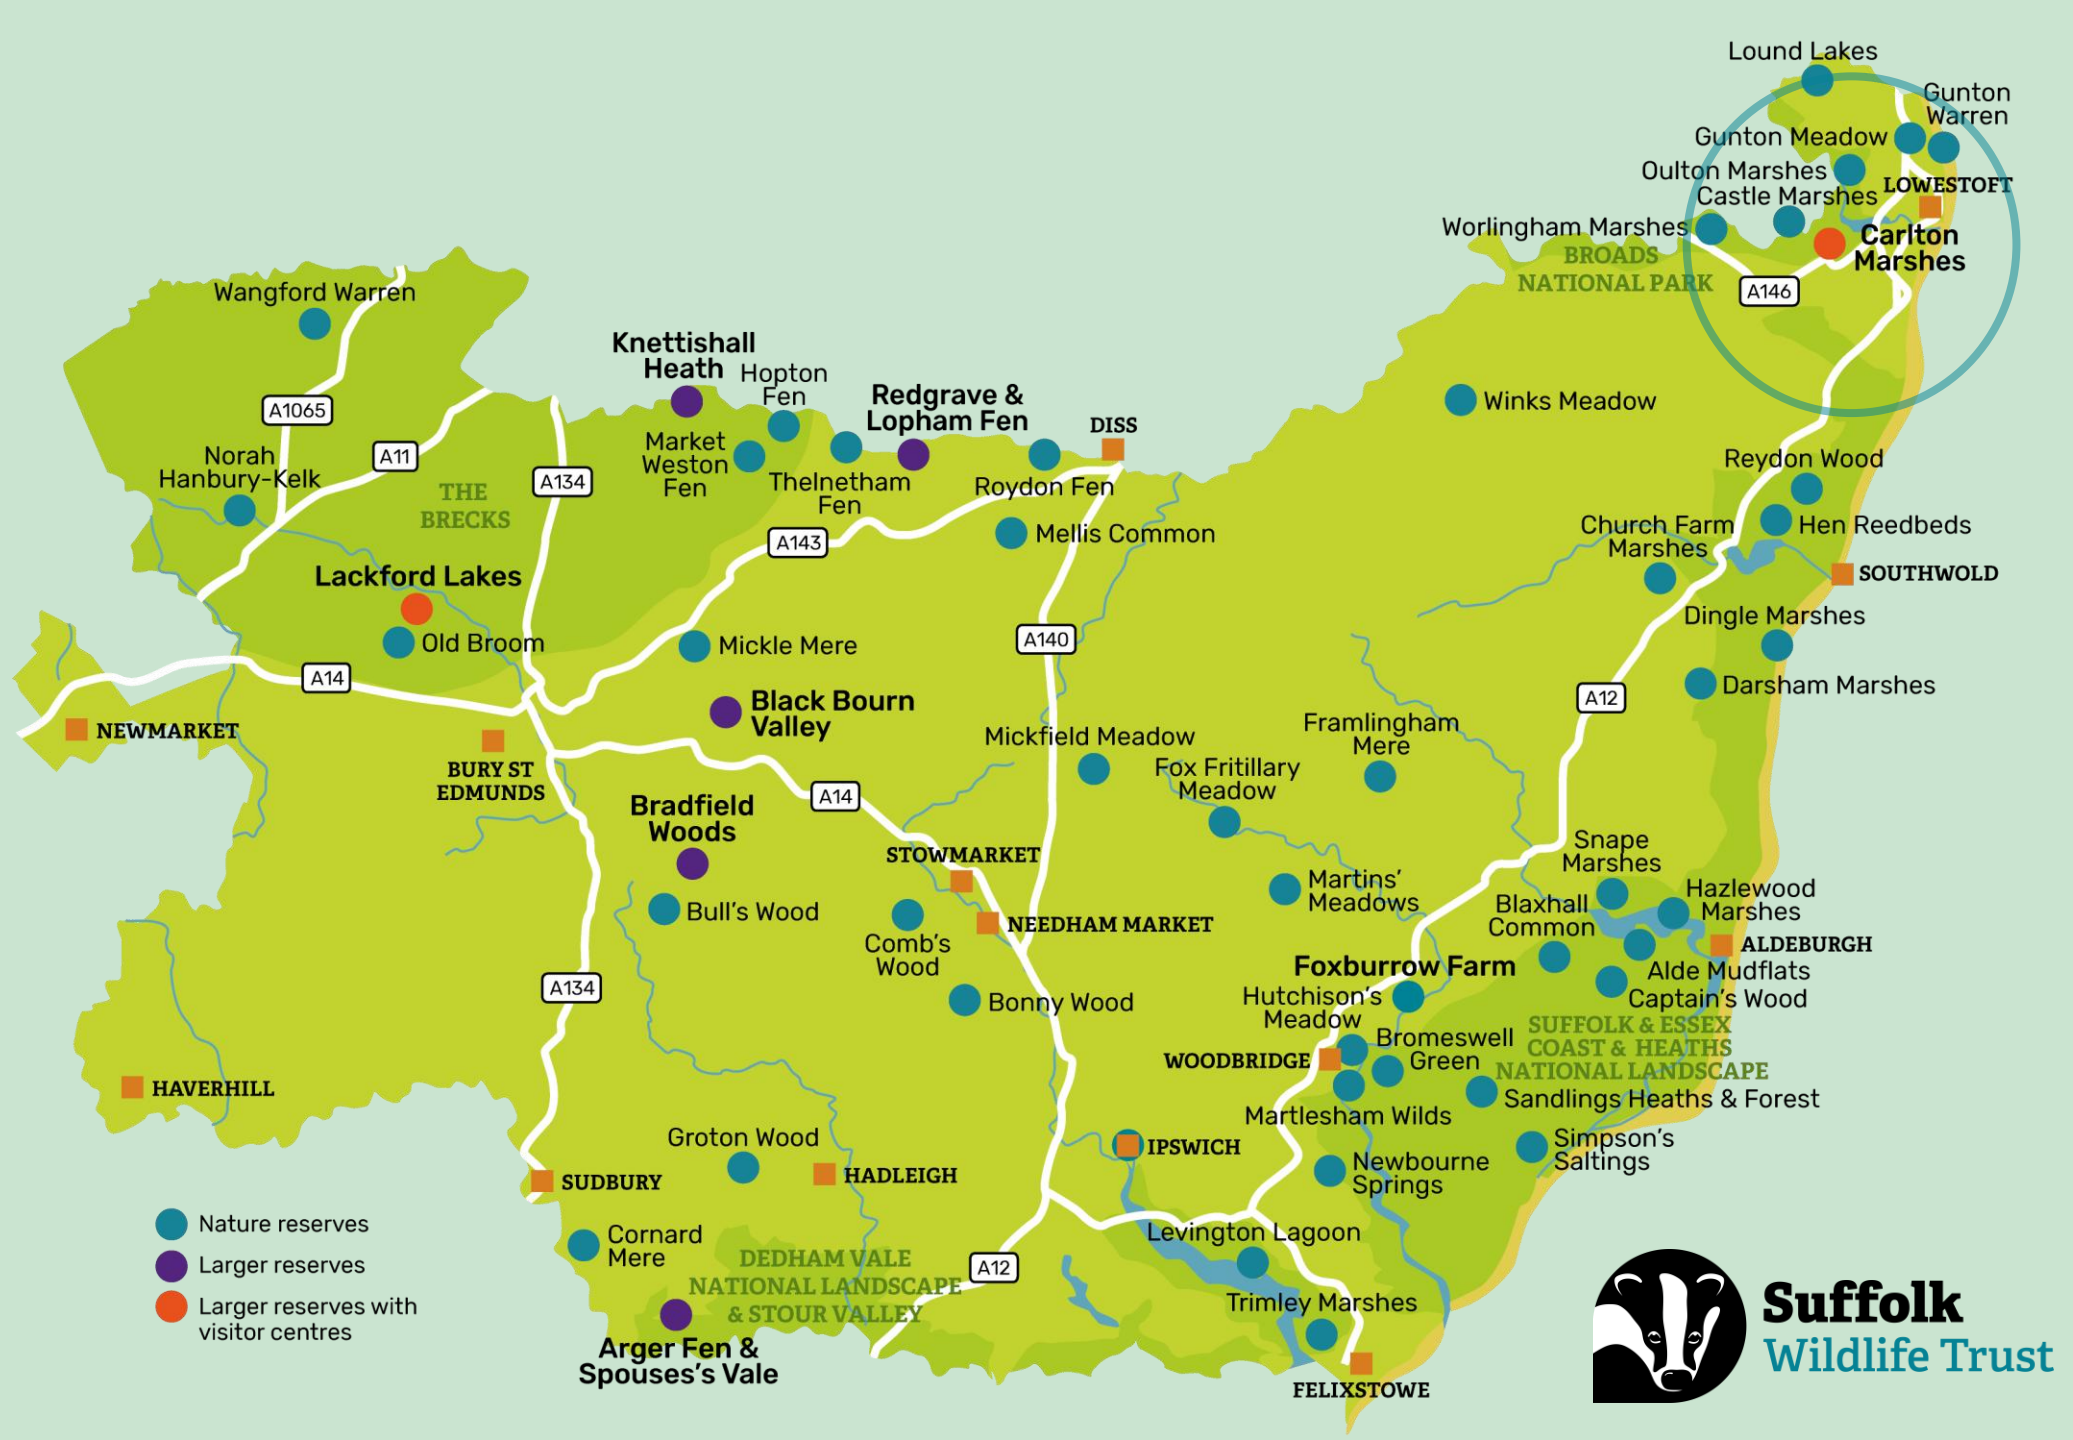 Lound Lakes
Gunton
Warren
Gunton Meadow
Oulton Marshes
LOWESTOFT
Castle Marshes
Worlingham Marshes
Carlton
Marshes
BROADS
NATIONAL PARK
A146
Wangford Warren
Knettishall
Heath
Hopton
Fen
Redgrave &
Lopham Fen
DISS
Winks Meadow
A1065
A11
Norah
Hanbury-Kelk
THE
BRECKS
A134
Market
Weston
Fen
Thelnetham
Fen
Roydon Fen
Reydon Wood
A143
Mellis Common
Church Farm
Marshes
Hen Reedbeds
SOUTHWOLD
Lackford Lakes
Old Broom
Mickle Mere
A140
Dingle Marshes
A14
Darsham Marshes
A12
Black Bourn
Valley
NEWMARKET
BURY ST
EDMUNDS
Mickfield Meadow
Framlingham
Mere
Fox Fritillary
Meadow
A14
Bradfield
Woods
STOWMARKET
Snape
Marshes
Bull's Wood
Martins'
Meadows
Hazlewood
Marshes
Blaxhall
Common
NEEDHAM MARKET
Comb's
Wood
ALDEBURGH
Foxburrow Farm
Alde Mudflats
A134
Bonny Wood
Hutchison's
Meadow
Captain's Wood
SUFFOLK & ESSEX
COAST & HEATHS
NATIONAL LANDSCAPE
Bromeswell
Green
WOODBRIDGE
HAVERHILL
Sandlings Heaths & Forest
Martlesham Wilds
Groton Wood
IPSWICH
Simpson's
Saltings
SUDBURY
HADLEIGH
Newbourne
Springs
Nature reserves
Larger reserves
Larger reserves with
visitor centres
Cornard
Mere
DEDHAM VALE
NATIONAL LANDSCAPE
& STOUR VALLEY
A12
Levington Lagoon
Trimley Marshes
Arger Fen &
Spouses's Vale
FELIXSTOWE
Suffolk
Wildlife Trust